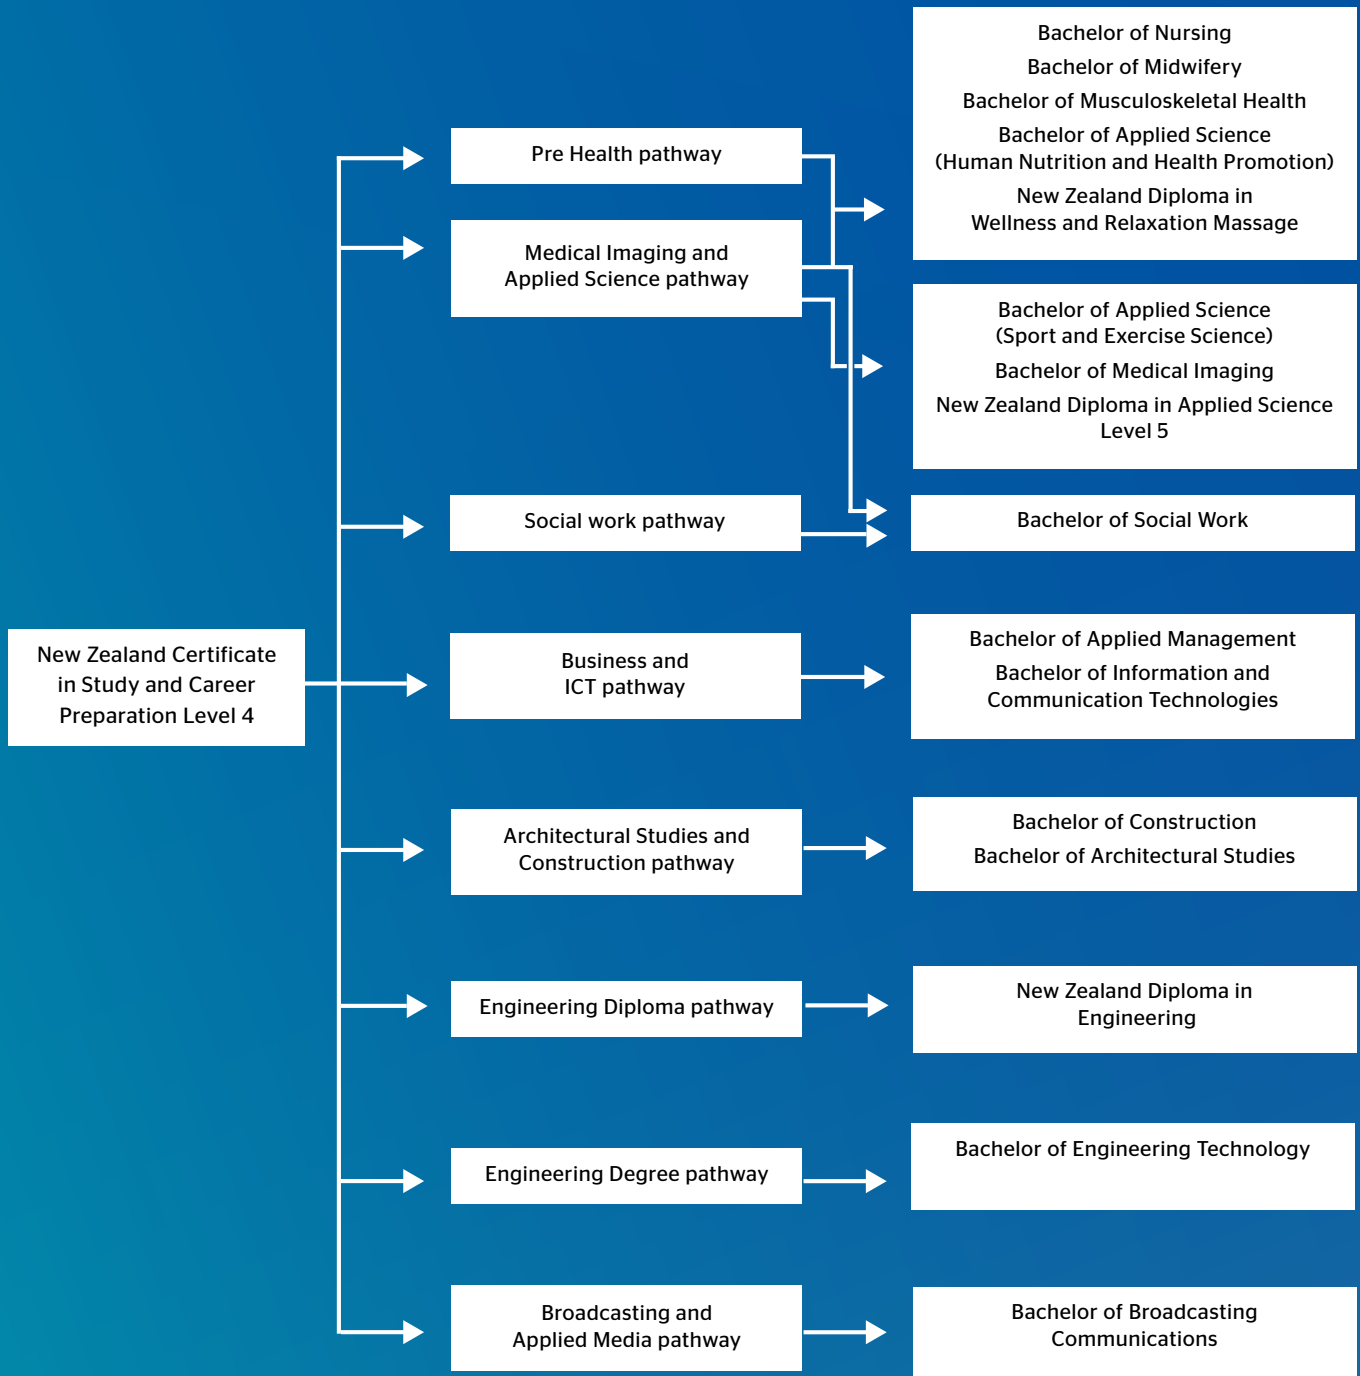 New Zealand Certificate
in Study and Career
Preparation Level 4
Pre Health pathway
Medical Imaging and
Applied Science pathway
Social work pathway
Business and
ICT pathway
Architectural Studies and
Construction pathway
Engineering Diploma pathway
Engineering Degree pathway
Broadcasting and
Applied Media pathway
Bachelor of Nursing
Bachelor of Midwifery
Bachelor of Musculoskeletal Health
Bachelor of Applied Science
(Human Nutrition and Health Promotion)
New Zealand Diploma in
Wellness and Relaxation Massage
Bachelor of Applied Science
(Sport and Exercise Science)
Bachelor of Medical Imaging
New Zealand Diploma in Applied Science
Level 5
Bachelor of Social Work
Bachelor of Applied Management
Bachelor of Information and
Communication Technologies
Bachelor of Construction
Bachelor of Architectural Studies
New Zealand Diploma in
Engineering
Bachelor of Engineering Technology
Bachelor of Broadcasting
Communications